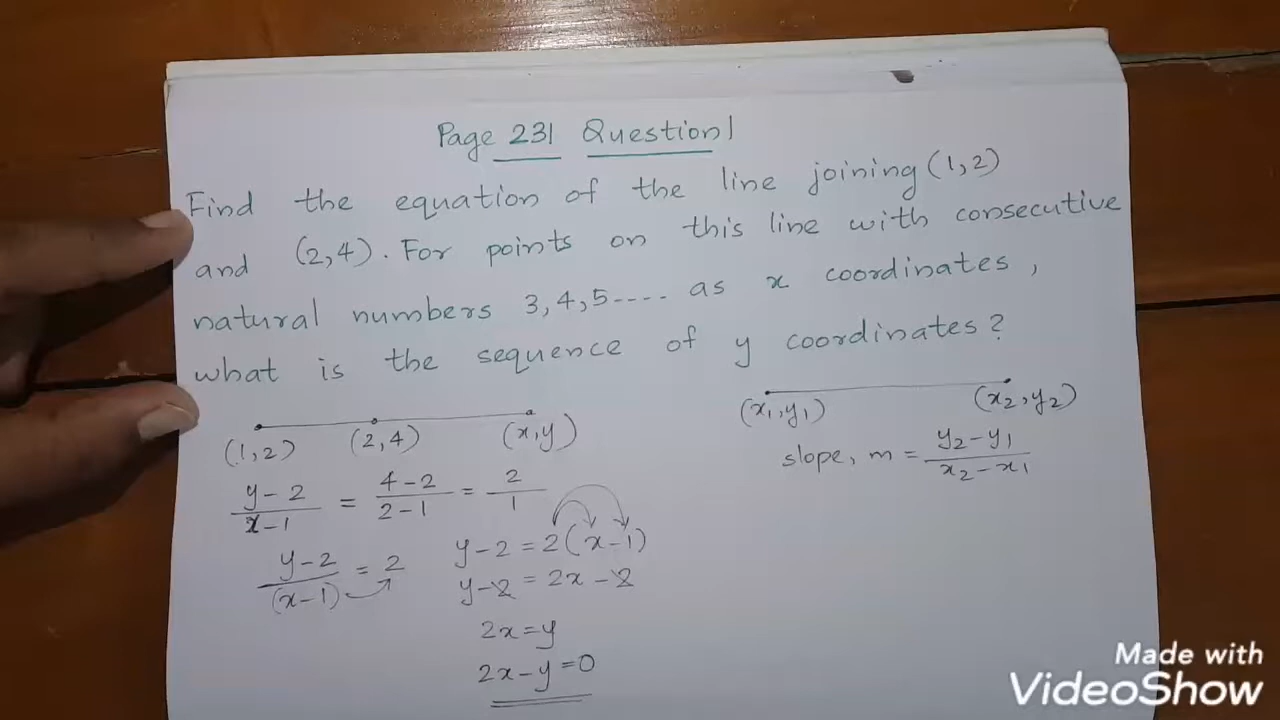 Page 231 Question 1
Find the equation of the line joining (1,2)
and (2,4). For points on this line with consecutive
natural numbers 3,4,5.... as x coordinates,
what is the sequence of y coordinates?
(1,2) (2,4) (x,y)
(x₁,y₁) (x₂,y₂)
slope, m = (y₂-y₁)/(x₂-x₁)
(y-2)/(x-1) = (4-2)/(2-1) = 2/1
(y-2)/(x-1) = 2
y-2 = 2(x-1)
y-2 = 2x-2
2x=y
2x-y=0
Made with
VideoShow